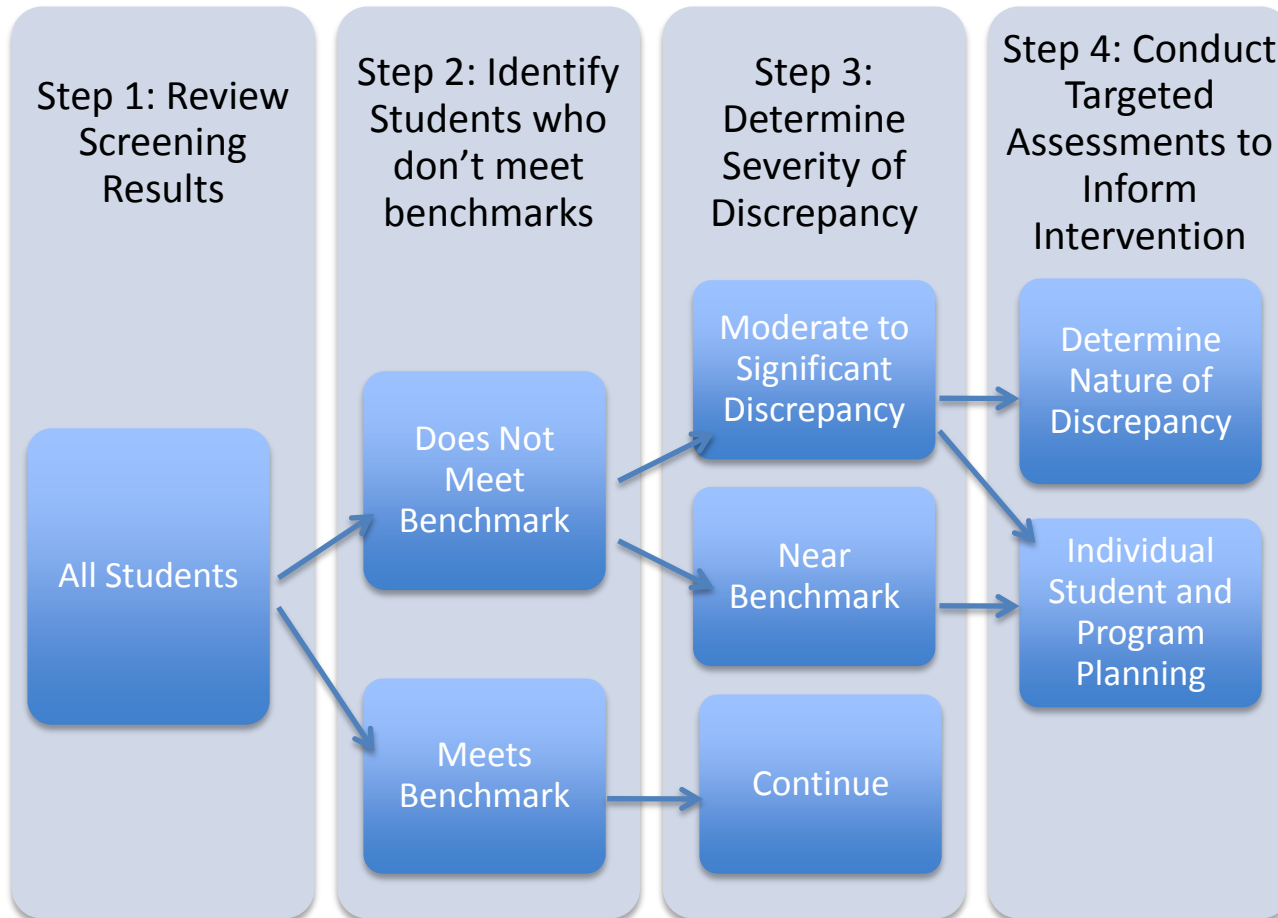 Step 1: Review
Screening
Results
All Students
Step 2: Identify
Students who
don’t meet
benchmarks
Does Not
Meet
Benchmark
Meets
Benchmark
Step 3:
Determine
Severity of
Discrepancy
Moderate to
Significant
Discrepancy
Near
Benchmark
Continue
Step 4: Conduct
Targeted
Assessments to
Inform
Intervention
Determine
Nature of
Discrepancy
Individual
Student and
Program
Planning